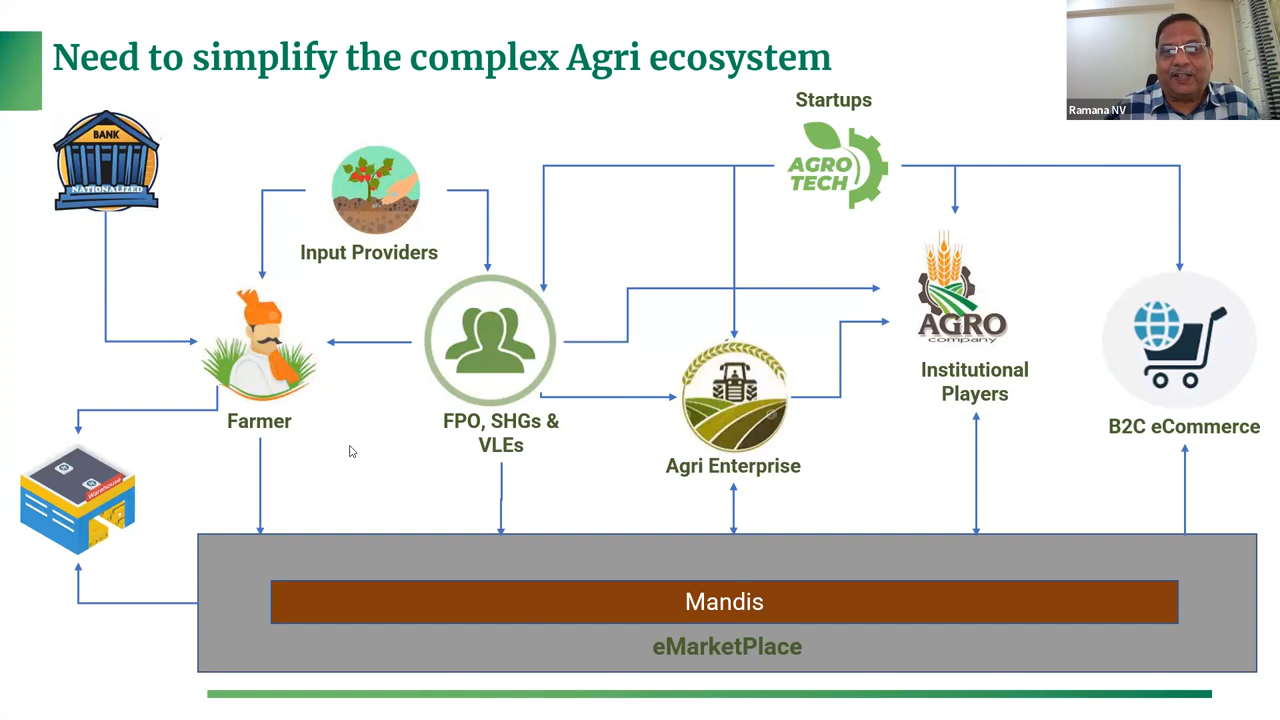 Need to simplify the complex Agri ecosystem
Ramana NV
Startups
BANK
NATIONALIZED
AGRO
TECH
Input Providers
AGRO
company
Institutional
Players
Farmer
FPO, SHGs &
VLEs
B2C eCommerce
Agri Enterprise
Warehouse
Mandis
eMarketPlace